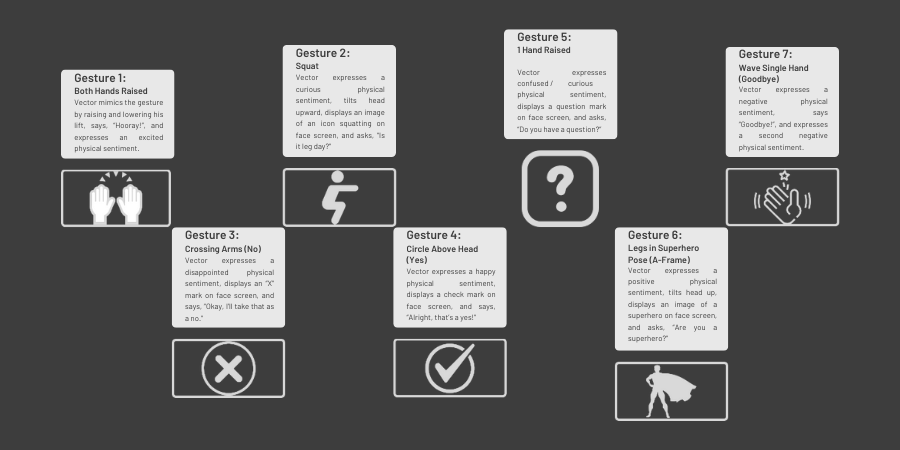 Gesture 1:
Both Hands Raised
Vector mimics the gesture
by raising and lowering his
lift, says, "Hooray!", and
expresses an excited
physical sentiment.
Gesture 2:
Squat
Vector expresses a
curious physical
sentiment, tilts head
upward, displays an image
of an icon squatting on
face screen, and asks, "Is
it leg day?"
Gesture 3:
Crossing Arms (No)
Vector expresses a
disappointed physical
sentiment, displays an "X"
mark on face screen, and
says, "Okay, I'll take that as
a no."
Gesture 4:
Circle Above Head
(Yes)
Vector expresses a happy
physical sentiment,
displays a check mark on
face screen, and says,
"Alright, that's a yes!"
Gesture 5:
1 Hand Raised
Vector expresses
confused / curious
physical sentiment,
displays a question mark
on face screen, and asks,
"Do you have a question?"
Gesture 6:
Legs in Superhero
Pose (A-Frame)
Vector expresses a
positive physical
sentiment, tilts head up,
displays an image of a
superhero on face screen,
and asks, "Are you a
superhero?"
Gesture 7:
Wave Single Hand
(Goodbye)
Vector expresses a
negative physical
sentiment, says
"Goodbye!", and expresses
a second negative
physical sentiment.